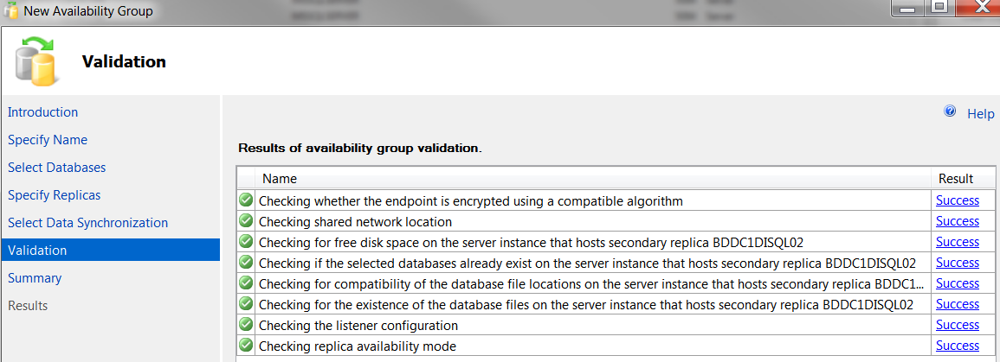 New Availability Group
Validation
Introduction
Specify Name
Select Databases
Specify Replicas
Select Data Synchronization
Validation
Summary
Results
Help
Results of availability group validation.
Name Result
Checking whether the endpoint is encrypted using a compatible algorithm Success
Checking shared network location Success
Checking for free disk space on the server instance that hosts secondary replica BDDC1DISQL02 Success
Checking if the selected databases already exist on the server instance that hosts secondary replica BDDC1DISQL02 Success
Checking for compatibility of the database file locations on the server instance that hosts secondary replica BDDC1... Success
Checking for the existence of the database files on the server instance that hosts secondary replica BDDC1DISQL02 Success
Checking the listener configuration Success
Checking replica availability mode Success